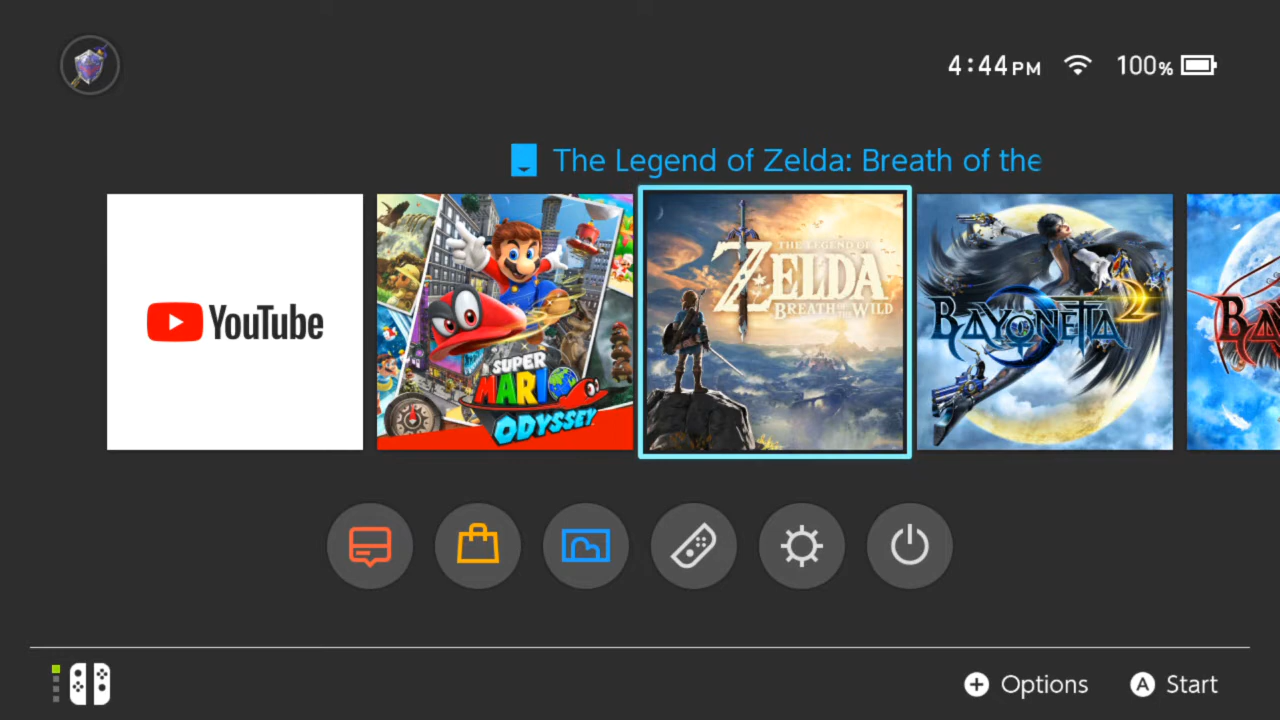 4:44PM 100%
The Legend of Zelda: Breath of the
YouTube
SUPER
MARIO
ODYSSEY
THE LEGEND OF
ZELDA
BREATH OF THE WILD
BAYONETTA 2
BA
Options
A Start